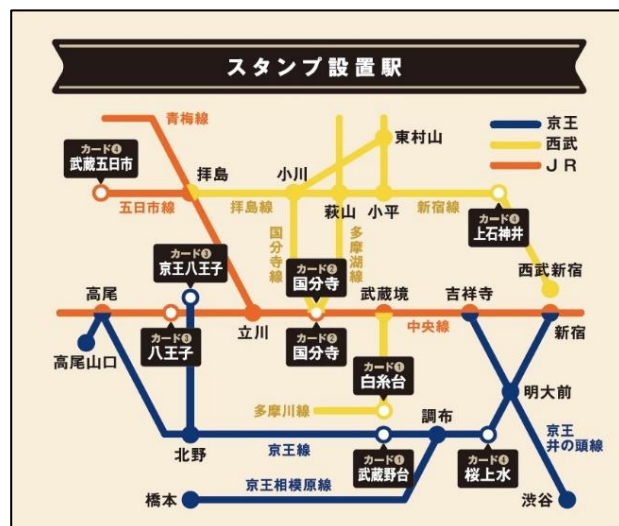 スタンプ設置駅
青梅線
東村山
京王
西武
JR
カード④
武蔵五日市
拝島
小川
五日市線
拝島線
萩山
小平
新宿線
カード④
上石神井
国分寺線
多摩湖線
カード③
京王八王子
カード②
国分寺
西武新宿
高尾
武蔵境
吉祥寺
立川
中央線
新宿
高尾山口
カード③
八王子
カード②
国分寺
カード①
白糸台
明大前
多摩川線
調布
北野
京王線
カード①
武蔵野台
カード④
桜上水
京王
井の頭線
橋本
京王相模原線
渋谷